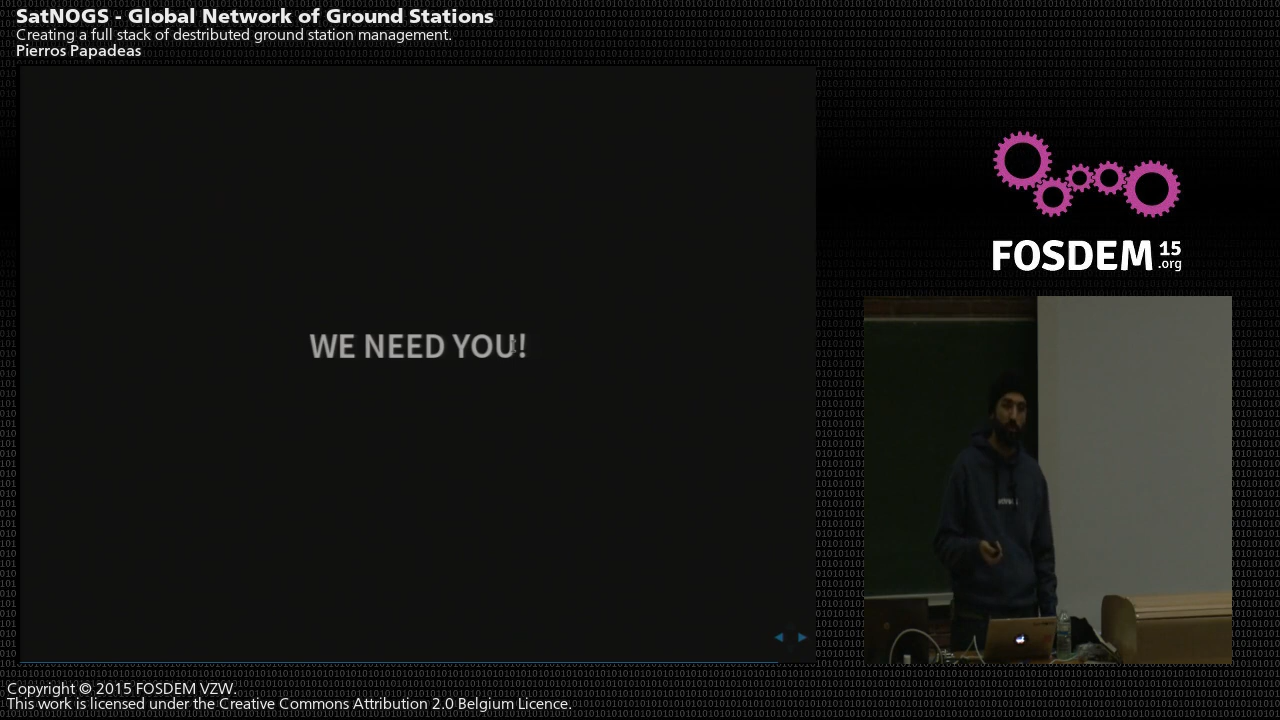 SatNOGS - Global Network of Ground Stations
Creating a full stack of destributed ground station management.
Pierros Papadeas
WE NEED YOU!
FOSDEM 15
.org
Copyright © 2015 FOSDEM VZW.
This work is licensed under the Creative Commons Attribution 2.0 Belgium Licence.